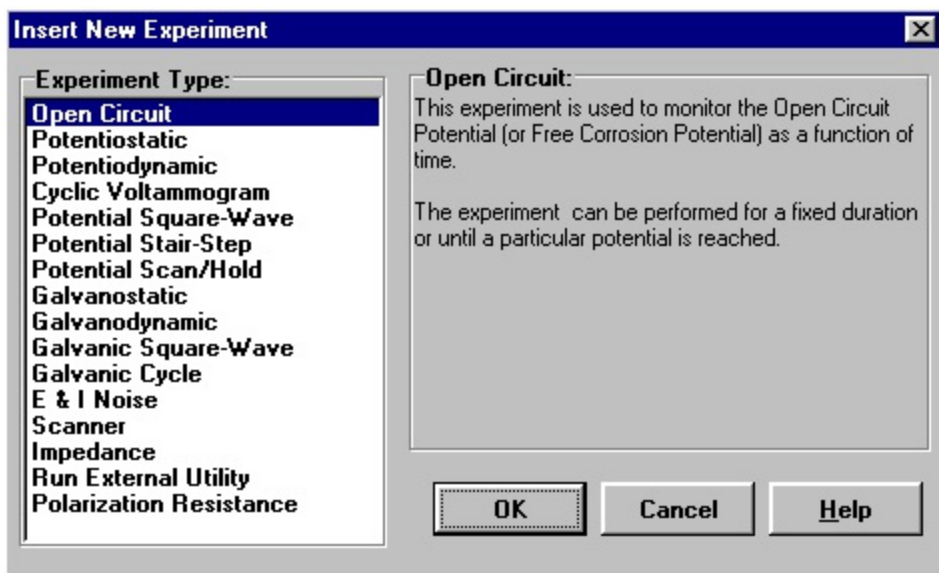 Insert New Experiment
Experiment Type:
Open Circuit
Potentiostatic
Potentiodynamic
Cyclic Voltammogram
Potential Square-Wave
Potential Stair-Step
Potential Scan/Hold
Galvanostatic
Galvanodynamic
Galvanic Square-Wave
Galvanic Cycle
E & I Noise
Scanner
Impedance
Run External Utility
Polarization Resistance
Open Circuit:
This experiment is used to monitor the Open Circuit
Potential (or Free Corrosion Potential) as a function of
time.
The experiment can be performed for a fixed duration
or until a particular potential is reached.
OK
Cancel
Help